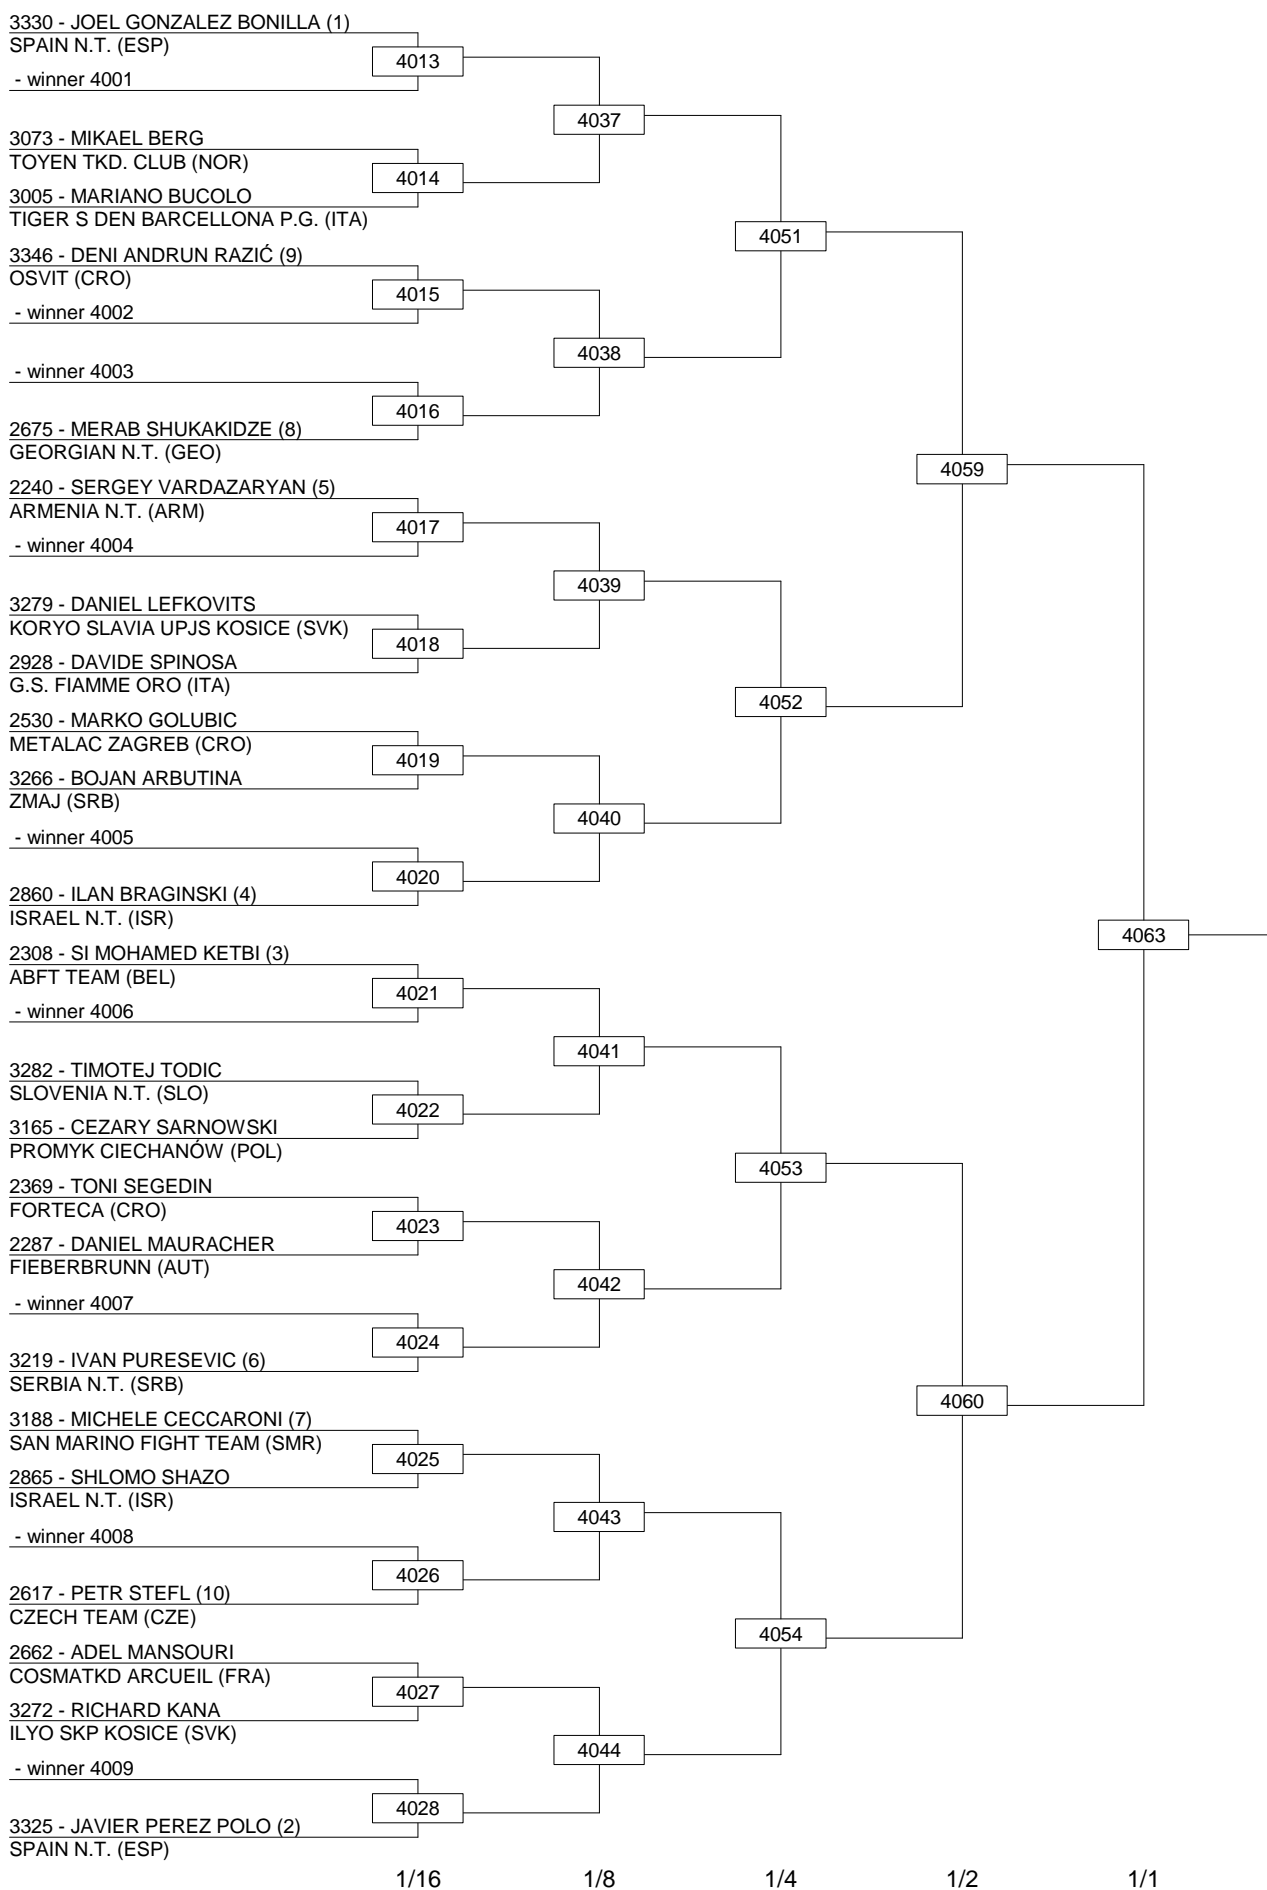 3330 - JOEL GONZALEZ BONILLA (1)
SPAIN N.T. (ESP)
4013
- winner 4001
4037
3073 - MIKAEL BERG
TOYEN TKD. CLUB (NOR)
4014
3005 - MARIANO BUCOLO
TIGER S DEN BARCELLONA P.G. (ITA)
4051
3346 - DENI ANDRUN RAZIĆ (9)
OSVIT (CRO)
4015
- winner 4002
4038
- winner 4003
4016
2675 - MERAB SHUKAKIDZE (8)
GEORGIAN N.T. (GEO)
4059
2240 - SERGEY VARDAZARYAN (5)
ARMENIA N.T. (ARM)
4017
- winner 4004
4039
3279 - DANIEL LEFKOVITS
KORYO SLAVIA UPJS KOSICE (SVK)
4018
2928 - DAVIDE SPINOSA
G.S. FIAMME ORO (ITA)
4052
2530 - MARKO GOLUBIC
METALAC ZAGREB (CRO)
4019
3266 - BOJAN ARBUTINA
ZMAJ (SRB)
4040
- winner 4005
4020
2860 - ILAN BRAGINSKI (4)
ISRAEL N.T. (ISR)
4063
2308 - SI MOHAMED KETBI (3)
ABFT TEAM (BEL)
4021
- winner 4006
4041
3282 - TIMOTEJ TODIC
SLOVENIA N.T. (SLO)
4022
3165 - CEZARY SARNOWSKI
PROMYK CIECHANÓW (POL)
4053
2369 - TONI SEGEDIN
FORTECA (CRO)
4023
2287 - DANIEL MAURACHER
FIEBERBRUNN (AUT)
4042
- winner 4007
4024
3219 - IVAN PURESEVIC (6)
SERBIA N.T. (SRB)
4060
3188 - MICHELE CECCARONI (7)
SAN MARINO FIGHT TEAM (SMR)
4025
2865 - SHLOMO SHAZO
ISRAEL N.T. (ISR)
4043
- winner 4008
4026
2617 - PETR STEFL (10)
CZECH TEAM (CZE)
4054
2662 - ADEL MANSOURI
COSMATKD ARCUEIL (FRA)
4027
3272 - RICHARD KANA
ILYO SKP KOSICE (SVK)
4044
- winner 4009
4028
3325 - JAVIER PEREZ POLO (2)
SPAIN N.T. (ESP)
1/16 1/8 1/4 1/2 1/1